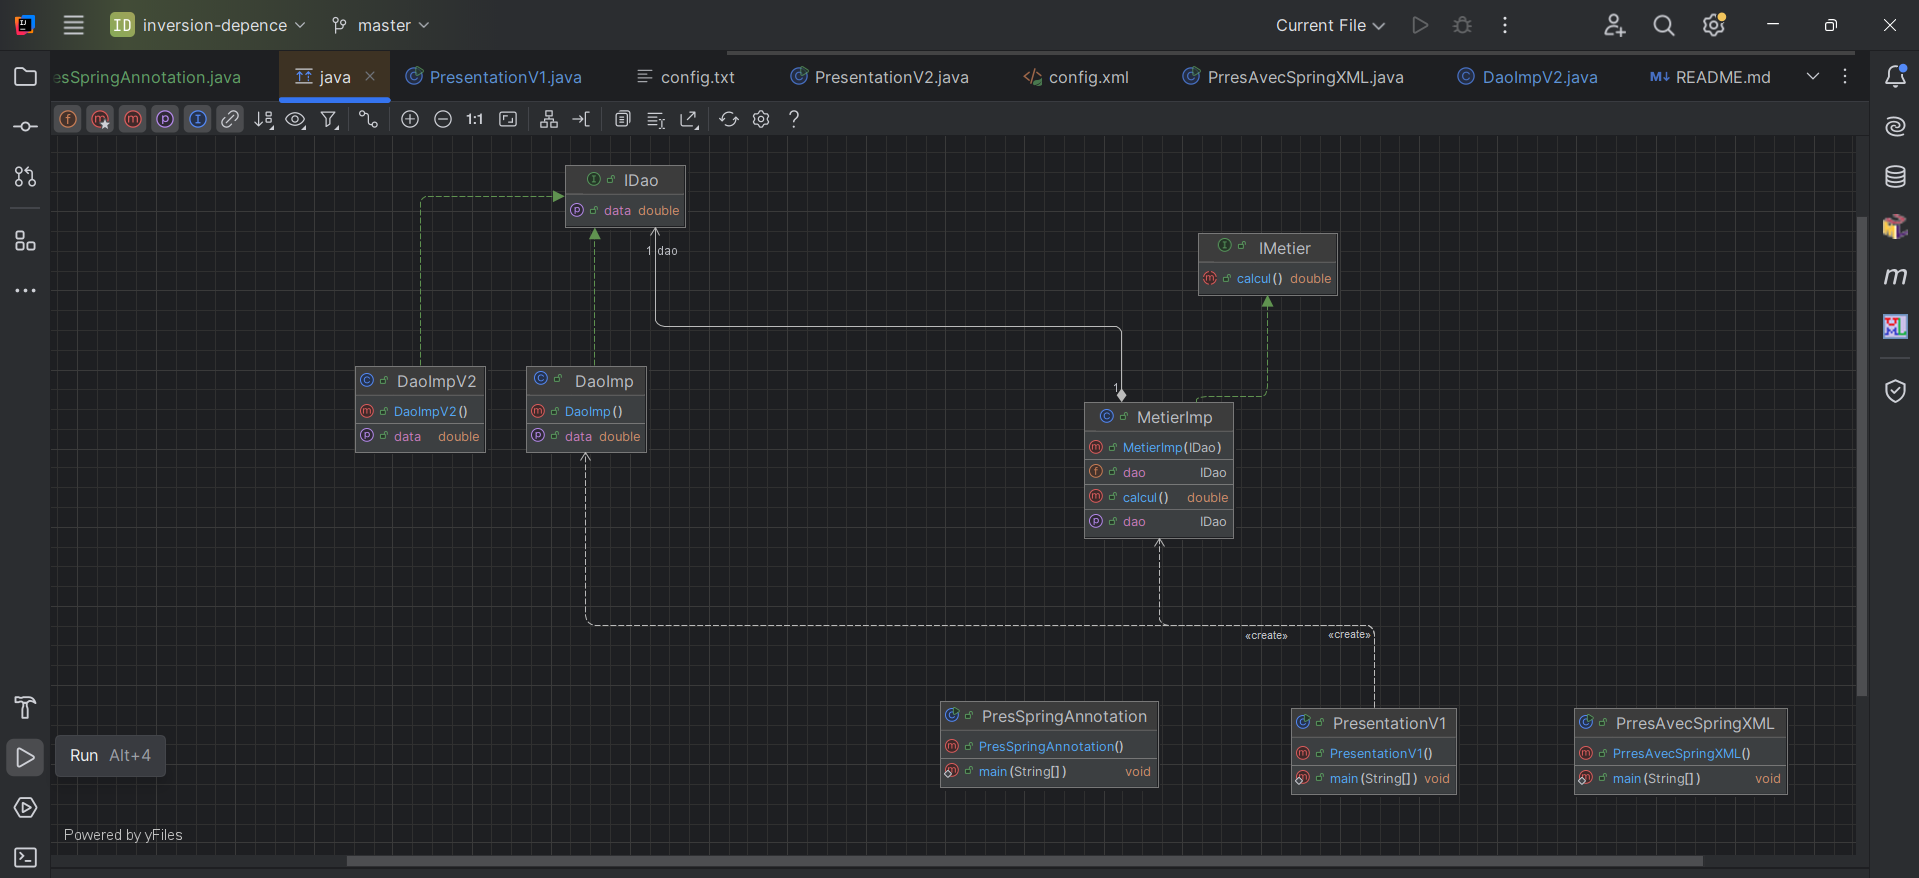 ID inversion-depence master Current File
esSpringAnnotation.java java PresentationV1.java config.txt PresentationV2.java config.xml PrresAvecSpringXML.java DaoImpV2.java M↓ README.md
1:1 ?
IDao
data double
1 dao
IMetier
calcul() double
DaoImpV2
DaoImpV2()
data double
DaoImp
DaoImp()
data double
1
MetierImp
MetierImp(IDao)
dao IDao
calcul() double
dao IDao
«create» «create»
PresSpringAnnotation
PresSpringAnnotation()
main(String[]) void
PresentationV1
PresentationV1()
main(String[]) void
PrresAvecSpringXML
PrresAvecSpringXML()
main(String[]) void
Run Alt+4
Powered by yFiles